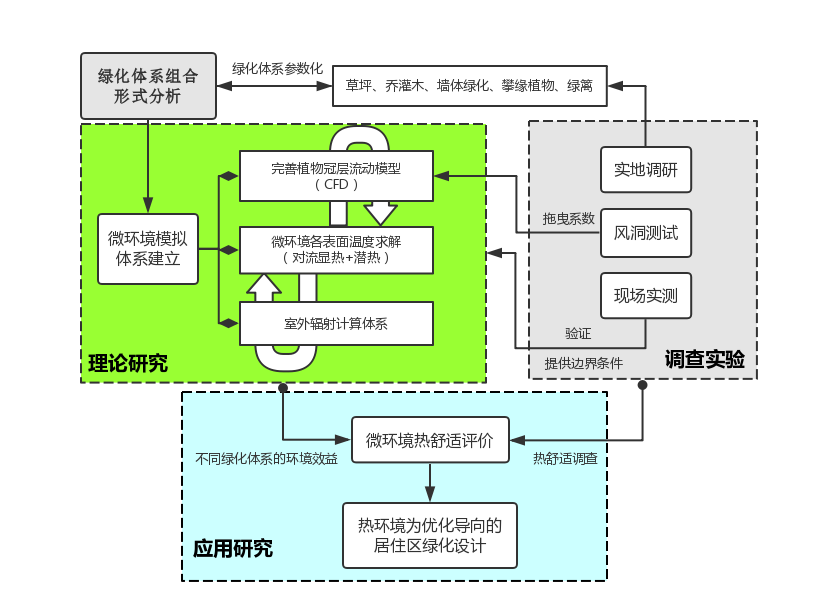 绿化体系组合
形式分析
绿化体系参数化
草坪、乔灌木、墙体绿化、攀缘植物、绿篱
完善植物冠层流动模型
（CFD）
微环境模拟
体系建立
微环境各表面温度求解
（对流显热+潜热）
室外辐射计算体系
理论研究
实地调研
拖曳系数
风洞测试
现场实测
验证
提供边界条件
调查实验
微环境热舒适评价
不同绿化体系的环境效益
热舒适调查
热环境为优化导向的
居住区绿化设计
应用研究